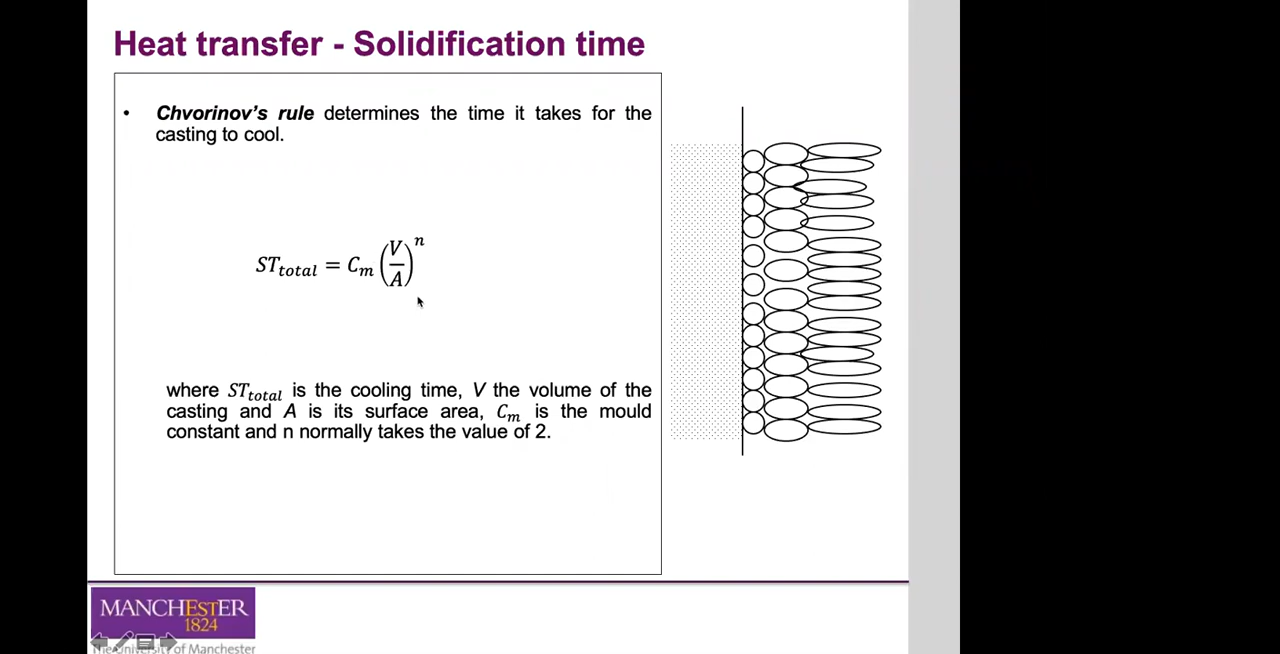 Heat transfer - Solidification time
• Chvorinov's rule determines the time it takes for the
casting to cool.
ST_total = C_m (V/A)^n
where ST_total is the cooling time, V the volume of the
casting and A is its surface area, C_m is the mould
constant and n normally takes the value of 2.
MANCHESTER
1824
The University of Manchester